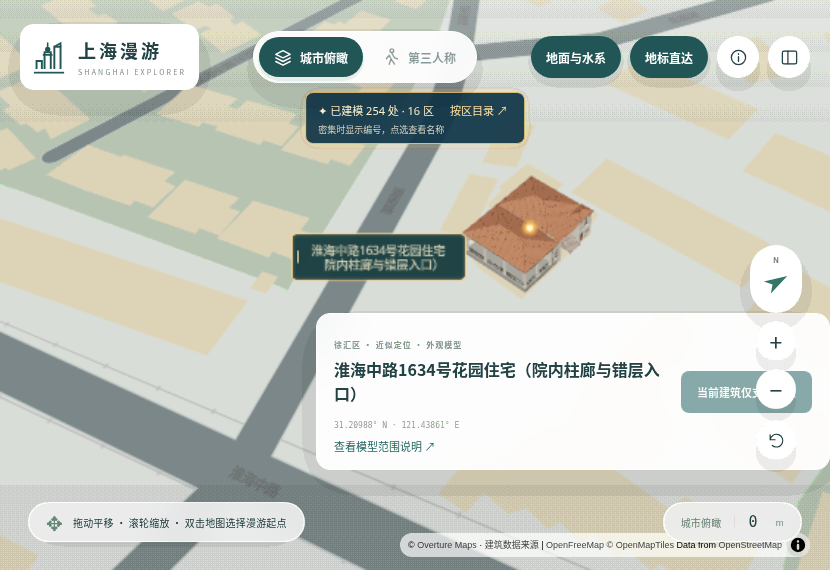 上海漫游
SHANGHAI EXPLORER
城市俯瞰
第三人称
地面与水系
地标直达
✦ 已建模 254 处 · 16 区 按区目录 ↗
密集时显示编号，点选查看名称
淮海中路1634号花园住宅
院内柱廊与错层入口）
N
徐汇区 · 近似定位 · 外观模型
淮海中路1634号花园住宅（院内柱廊与错层入
口）
当前建筑仅
31.20988° N · 121.43861° E
查看模型范围说明 ↗
淮海中路
拖动平移 · 滚轮缩放 · 双击地图选择漫游起点
城市俯瞰 0 m
© Overture Maps · 建筑数据来源 | OpenFreeMap © OpenMapTiles Data from OpenStreetMap